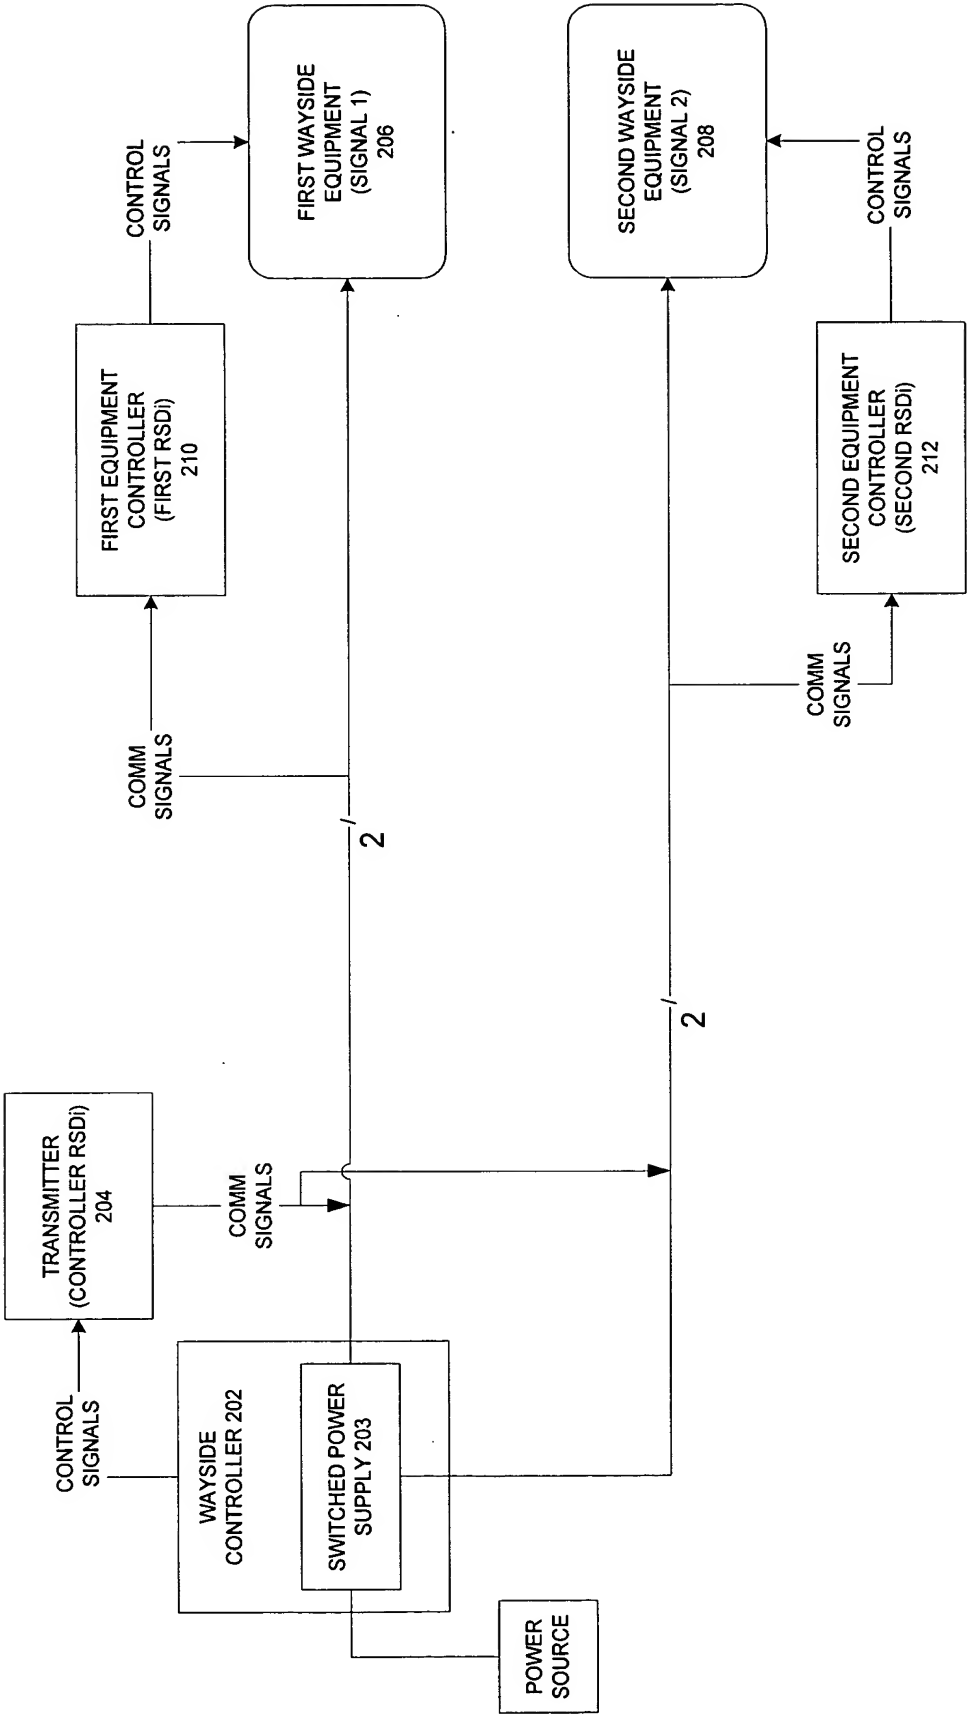 POWER
SOURCE
WAYSIDE
CONTROLLER 202
SWITCHED POWER
SUPPLY 203
CONTROL
SIGNALS
TRANSMITTER
(CONTROLLER RSDi)
204
COMM
SIGNALS
2
2
COMM
SIGNALS
COMM
SIGNALS
FIRST EQUIPMENT
CONTROLLER
(FIRST RSDi)
210
SECOND EQUIPMENT
CONTROLLER
(SECOND RSDi)
212
CONTROL
SIGNALS
CONTROL
SIGNALS
FIRST WAYSIDE
EQUIPMENT
(SIGNAL 1)
206
SECOND WAYSIDE
EQUIPMENT
(SIGNAL 2)
208